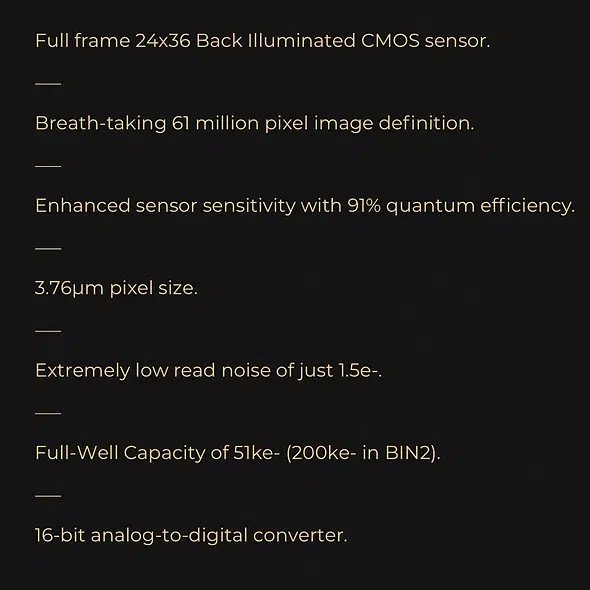 Full frame 24x36 Back Illuminated CMOS sensor.
Breath-taking 61 million pixel image definition.
Enhanced sensor sensitivity with 91% quantum efficiency.
3.76μm pixel size.
Extremely low read noise of just 1.5e-.
Full-Well Capacity of 51ke- (200ke- in BIN2).
16-bit analog-to-digital converter.